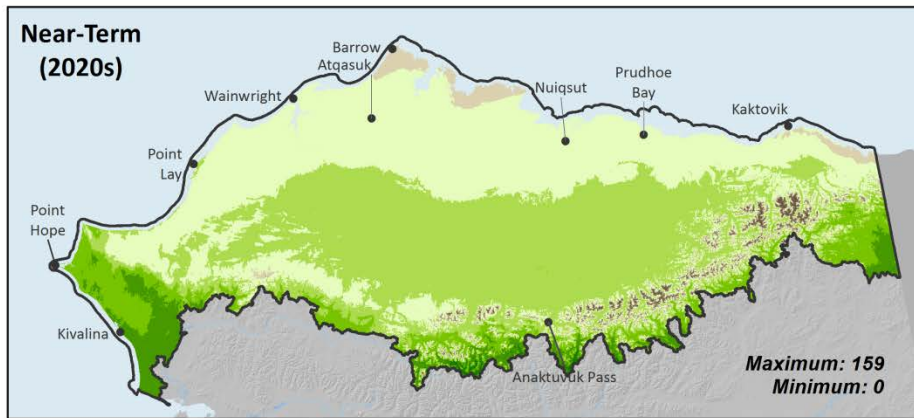 Near-Term
(2020s)
Barrow
Atqasuk
Wainwright
Nuiqsut
Prudhoe
Bay
Kaktovik
Point
Lay
Point
Hope
Kivalina
Anaktuvuk Pass
Maximum: 159
Minimum: 0